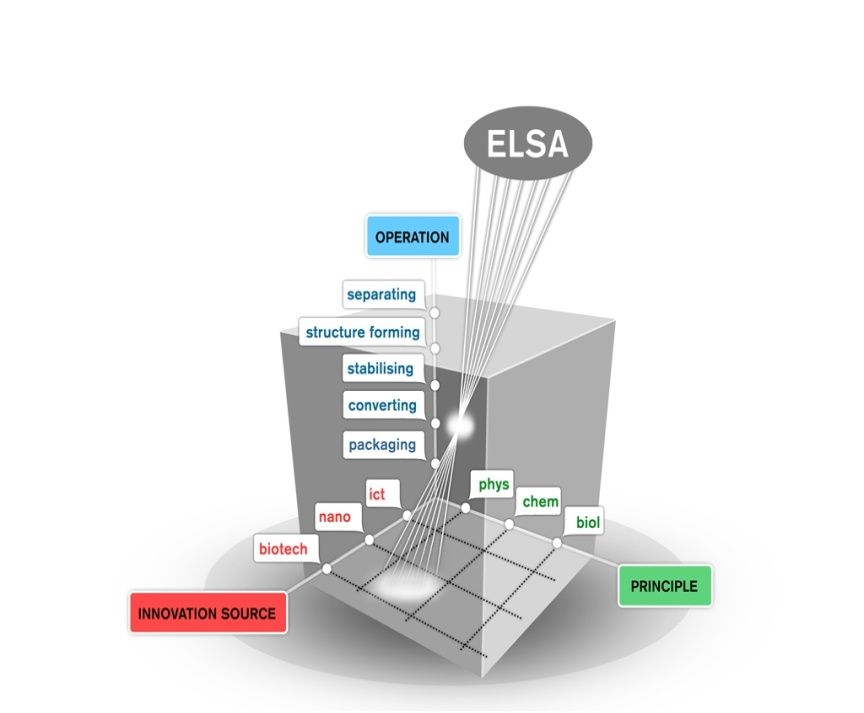 ELSA
OPERATION
separating
structure forming
stabilising
converting
packaging
ict
nano
biotech
phys
chem
biol
INNOVATION SOURCE
PRINCIPLE